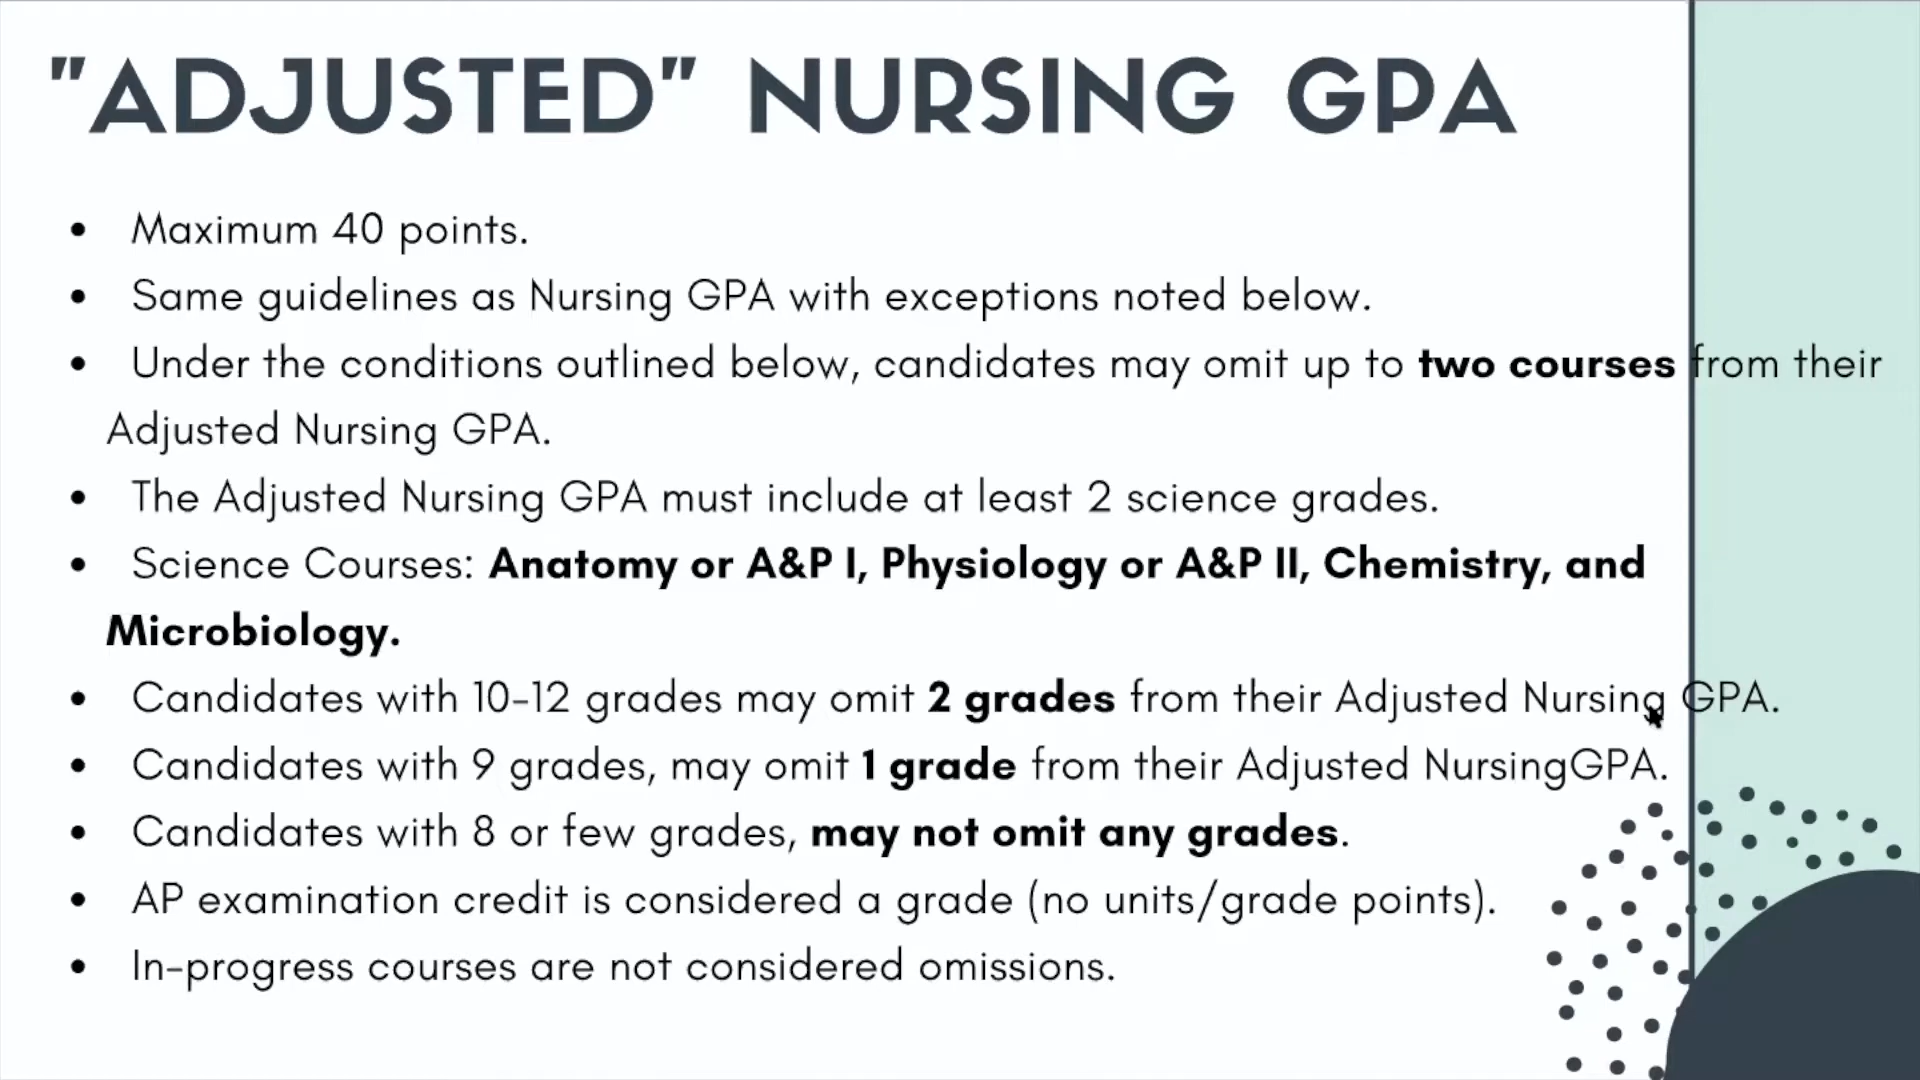 "ADJUSTED" NURSING GPA
• Maximum 40 points.
• Same guidelines as Nursing GPA with exceptions noted below.
• Under the conditions outlined below, candidates may omit up to two courses from their
Adjusted Nursing GPA.
• The Adjusted Nursing GPA must include at least 2 science grades.
• Science Courses: Anatomy or A&P I, Physiology or A&P II, Chemistry, and
Microbiology.
• Candidates with 10-12 grades may omit 2 grades from their Adjusted Nursing GPA.
• Candidates with 9 grades, may omit 1 grade from their Adjusted NursingGPA.
• Candidates with 8 or few grades, may not omit any grades.
• AP examination credit is considered a grade (no units/grade points).
• In-progress courses are not considered omissions.